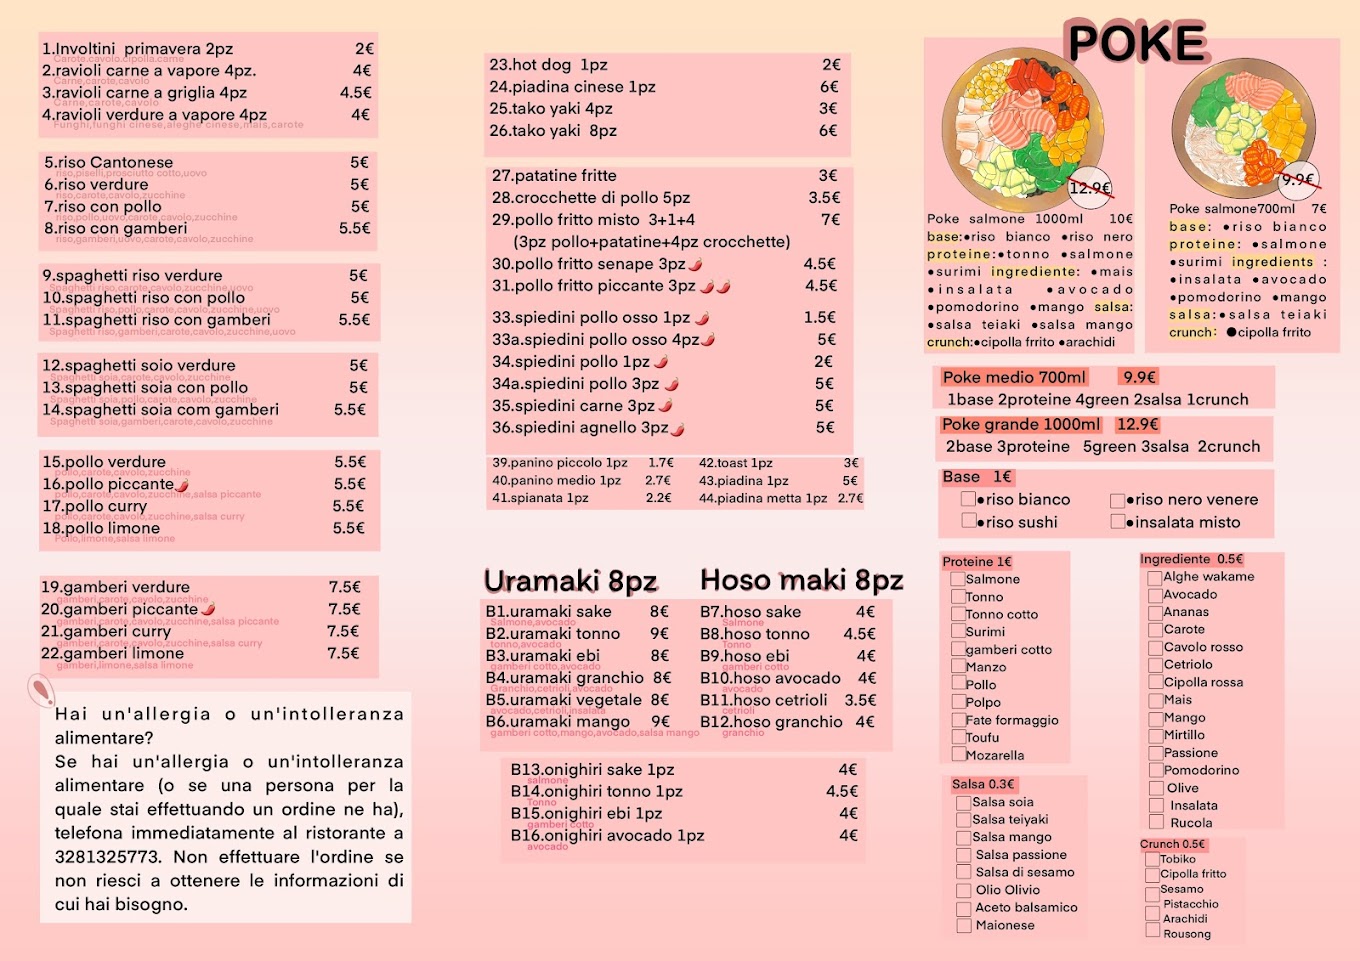 1.Involtini primavera 2pz 2€
Carote,cavolo,cipolla,carne
2.ravioli carne a vapore 4pz. 4€
Carne,carote,cavolo
3.ravioli carne a griglia 4pz 4.5€
Carne,carote,cavolo
4.ravioli verdure a vapore 4pz 4€
Funghi,funghi cinese,aleghe cinese,mais,carote
5.riso Cantonese 5€
riso,piselli,prosciutto cotto,uovo
6.riso verdure 5€
riso,carote,cavolo,zucchine
7.riso con pollo 5€
riso,pollo,uovo,carote,cavolo,zucchine
8.riso con gamberi 5.5€
riso,gamberi,uovo,carote,cavolo,zucchine
9.spaghetti riso verdure 5€
Spaghetti riso,carote,cavolo,zucchine,uovo
10.spaghetti riso con pollo 5€
Spaghetti riso,pollo,carote,cavolo,zucchine,uovo
11.spaghetti riso con gamberi 5.5€
Spaghetti riso,gamberi,carote,cavolo,zucchine,uovo
12.spaghetti soio verdure 5€
Spaghetti soia,carote,cavolo,zucchine
13.spaghetti soia con pollo 5€
Spaghetti soia,pollo,carote,cavolo,zucchine
14.spaghetti soia com gamberi 5.5€
Spaghetti soia,gamberi,carote,cavolo,zucchine
15.pollo verdure 5.5€
pollo,carote,cavolo,zucchine
16.pollo piccante 5.5€
pollo,carote,cavolo,zucchine,salsa piccante
17.pollo curry 5.5€
pollo,carote,cavolo,zucchine,salsa curry
18.pollo limone 5.5€
Pollo,limone,salsa limone
19.gamberi verdure 7.5€
gamberi,carote,cavolo,zucchine
20.gamberi piccante 7.5€
gamberi,carote,cavolo,zucchine,salsa piccante
21.gamberi curry 7.5€
gamberi,carote,cavolo,zucchine,salsa curry
22.gamberi limone 7.5€
gamberi,limone,salsa limone
Hai un'allergia o un'intolleranza
alimentare?
Se hai un'allergia o un'intolleranza
alimentare (o se una persona per la
quale stai effettuando un ordine ne ha),
telefona immediatamente al ristorante a
3281325773. Non effettuare l'ordine se
non riesci a ottenere le informazioni di
cui hai bisogno.
23.hot dog 1pz 2€
24.piadina cinese 1pz 6€
25.tako yaki 4pz 3€
26.tako yaki 8pz 6€
27.patatine fritte 3€
28.crocchette di pollo 5pz 3.5€
29.pollo fritto misto 3+1+4 7€
(3pz pollo+patatine+4pz crocchette)
30.pollo fritto senape 3pz 4.5€
31.pollo fritto piccante 3pz 4.5€
33.spiedini pollo osso 1pz 1.5€
33a.spiedini pollo osso 4pz 5€
34.spiedini pollo 1pz 2€
34a.spiedini pollo 3pz 5€
35.spiedini carne 3pz 5€
36.spiedini agnello 3pz 5€
39.panino piccolo 1pz 1.7€
40.panino medio 1pz 2.7€
41.spianata 1pz 2.2€
42.toast 1pz 3€
43.piadina 1pz 5€
44.piadina metta 1pz 2.7€
Uramaki 8pz
B1.uramaki sake 8€
Salmone,avocado
B2.uramaki tonno 9€
tonno,avocado
B3.uramaki ebi 8€
gamberi cotto,avocado
B4.uramaki granchio 8€
Granchio,cetrioli,avocado
B5.uramaki vegetale 8€
avocado,cetrioli,insalata
B6.uramaki mango 9€
gamberi cotto,mango,avocado,salsa mango
Hoso maki 8pz
B7.hoso sake 4€
Salmone
B8.hoso tonno 4.5€
Tonno
B9.hoso ebi 4€
gamberi cotto
B10.hoso avocado 4€
avocado
B11.hoso cetrioli 3.5€
cetrioli
B12.hoso granchio 4€
granchio
B13.onighiri sake 1pz 4€
salmone
B14.onighiri tonno 1pz 4.5€
Tonno
B15.onighiri ebi 1pz 4€
gamberi cotto
B16.onighiri avocado 1pz 4€
avocado
POKE
12.9€
Poke salmone 1000ml 10€
base:●riso bianco ●riso nero
proteine:●tonno ●salmone
●surimi ingrediente: ●mais
●insalata ●avocado
●pomodorino ●mango salsa:
●salsa teiaki ●salsa mango
crunch:●cipolla frrito ●arachidi
9.9€
Poke salmone700ml 7€
base: ●riso bianco
proteine: ●salmone
●surimi ingredients :
●insalata ●avocado
●pomodorino ●mango
salsa:●salsa teiaki
crunch: ●cipolla frrito
Poke medio 700ml 9.9€
1base 2proteine 4green 2salsa 1crunch
Poke grande 1000ml 12.9€
2base 3proteine 5green 3salsa 2crunch
Base 1€
●riso bianco ●riso nero venere
●riso sushi ●insalata misto
Proteine 1€
Salmone
Tonno
Tonno cotto
Surimi
gamberi cotto
Manzo
Pollo
Polpo
Fate formaggio
Toufu
Mozarella
Salsa 0.3€
Salsa soia
Salsa teiyaki
Salsa mango
Salsa passione
Salsa di sesamo
Olio Olivio
Aceto balsamico
Maionese
Ingrediente 0.5€
Alghe wakame
Avocado
Ananas
Carote
Cavolo rosso
Cetriolo
Cipolla rossa
Mais
Mango
Mirtillo
Passione
Pomodorino
Olive
Insalata
Rucola
Crunch 0.5€
Tobiko
Cipolla fritto
Sesamo
Pistacchio
Arachidi
Rousong